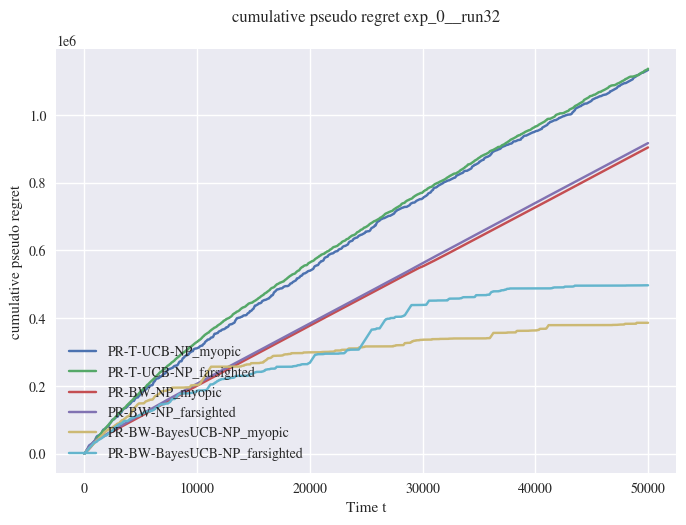 cumulative pseudo regret exp_0__run32
1e6
1.0
0.8
0.6
0.4
0.2
0.0
cumulative pseudo regret
PR-T-UCB-NP_myopic
PR-T-UCB-NP_farsighted
PR-BW-NP_myopic
PR-BW-NP_farsighted
PR-BW-BayesUCB-NP_myopic
PR-BW-BayesUCB-NP_farsighted
0 10000 20000 30000 40000 50000
Time t